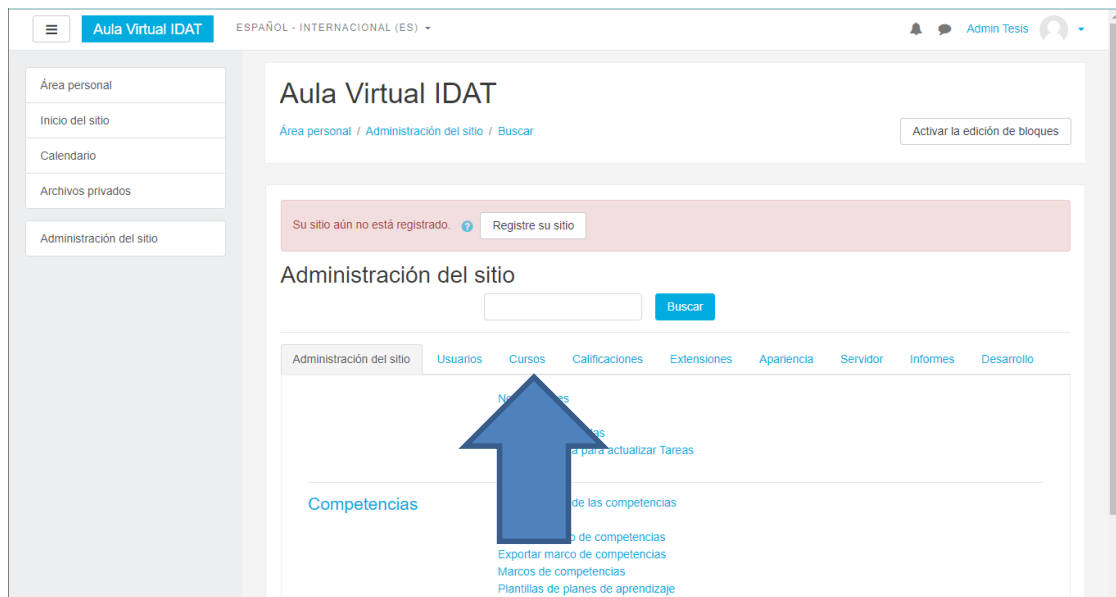 Aula Virtual IDAT
ESPAÑOL - INTERNACIONAL (ES)
Admin Tesis
Área personal
Inicio del sitio
Calendario
Archivos privados
Administración del sitio
Aula Virtual IDAT
Área personal / Administración del sitio / Buscar
Activar la edición de bloques
Su sitio aún no está registrado.
Registre su sitio
Administración del sitio
Buscar
Administración del sitio Usuarios Cursos Calificaciones Extensiones Apariencia Servidor Informes Desarrollo
para actualizar Tareas
Competencias
de las competencias
de competencias
Exportar marco de competencias
Marcos de competencias
Plantillas de planes de aprendizaje